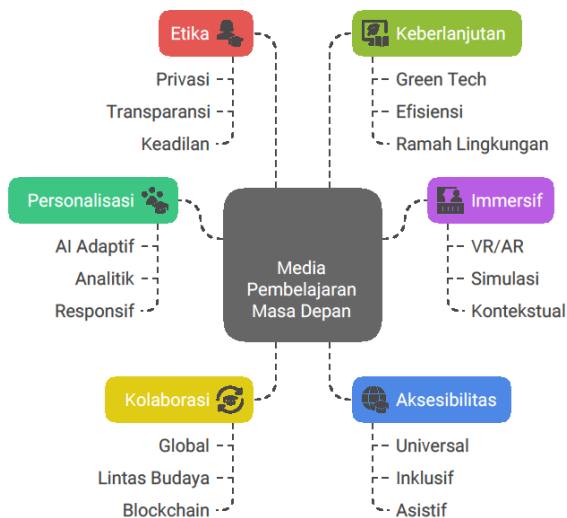 Etika
Privasi
Transparansi
Keadilan
Keberlanjutan
Green Tech
Efisiensi
Ramah Lingkungan
Personalisasi
AI Adaptif
Analitik
Responsif
Media
Pembelajaran
Masa Depan
Immersif
VR/AR
Simulasi
Kontekstual
Kolaborasi
Global
Lintas Budaya
Blockchain
Aksesibilitas
Universal
Inklusif
Asistif